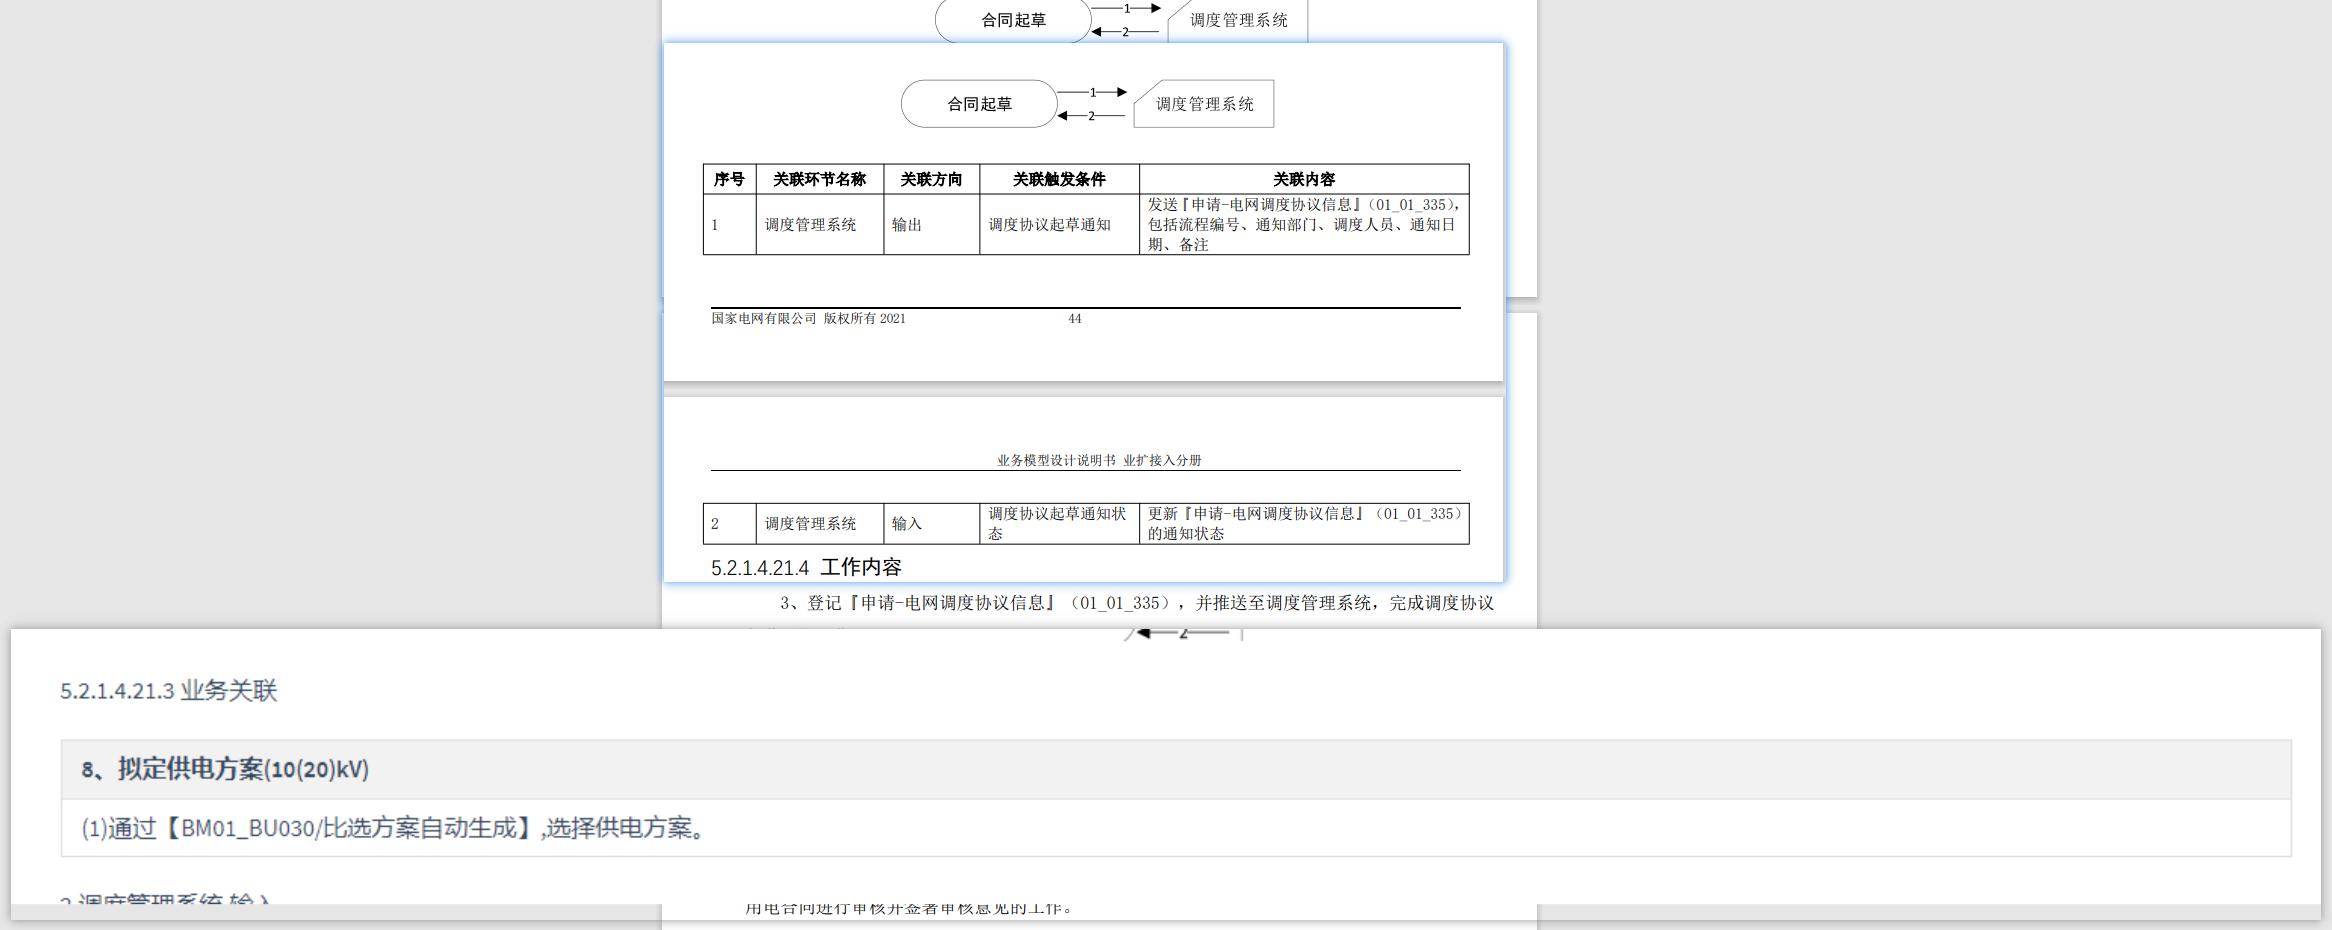 合同起草
1
调度管理系统
2
合同起草
1
调度管理系统
2
序号 关联环节名称 关联方向 关联触发条件 关联内容
1 调度管理系统 输出 调度协议起草通知 发送『申请-电网调度协议信息』(01_01_335),
包括流程编号、通知部门、调度人员、通知日
期、备注
国家电网有限公司 版权所有 2021 44
业务模型设计说明书 业扩接入分册
2 调度管理系统 输入 调度协议起草通知状
态
更新『申请-电网调度协议信息』(01_01_335)
的通知状态
5.2.1.4.21.4 工作内容
3、登记『申请-电网调度协议信息』(01_01_335),并推送至调度管理系统,完成调度协议
2
5.2.1.4.21.3 业务关联
8、拟定供电方案(10(20)kV)
(1)通过【BM01_BU030/比选方案自动生成】,选择供电方案。
2 调度管理系统 输入
用电合同进行审核并签署审核意见的工作。